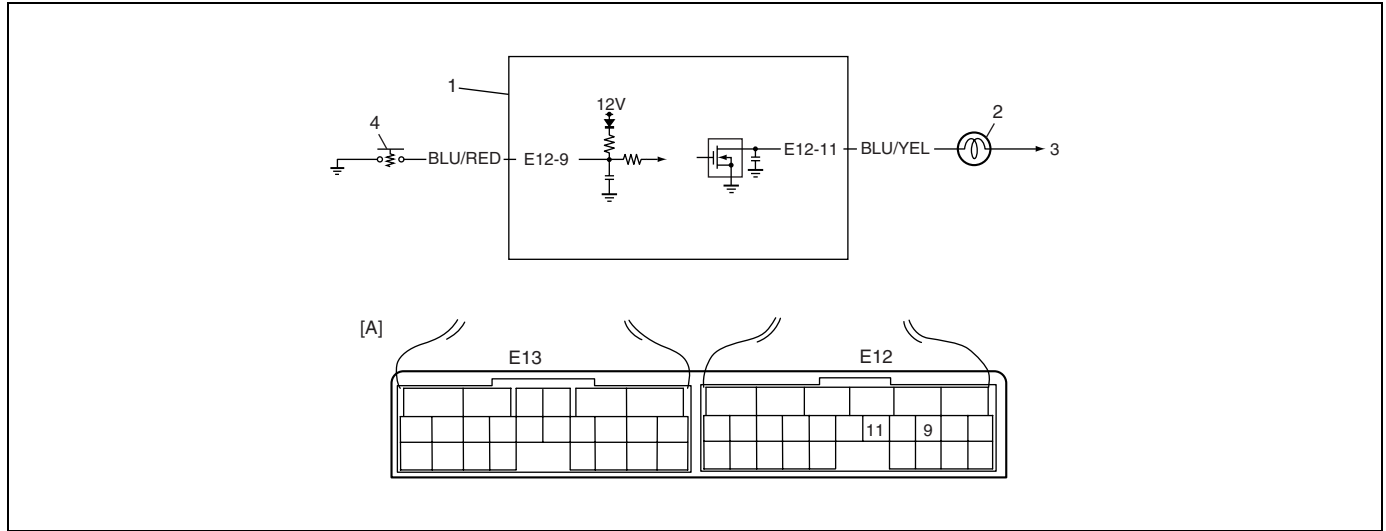 1
12V
2
4
BLU/RED E12-9
E12-11 BLU/YEL
3
[A]
E13
E12
11
9